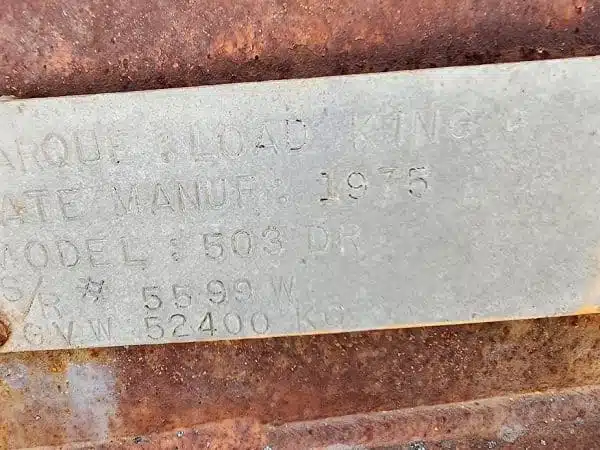 ARQUE : LOAD KING
ATE MANUF. 1975
MODEL : 503 DR
S/R # 5599 W
GVW 52400 KG